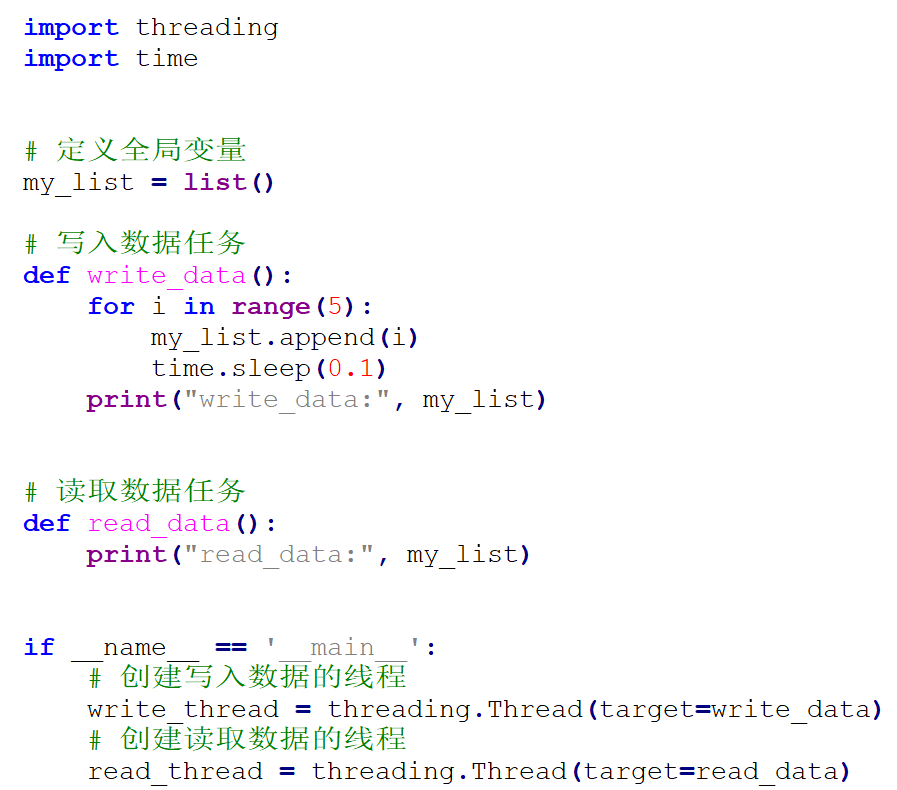 import threading
import time
# 定义全局变量
my_list = list()
# 写入数据任务
def write_data():
    for i in range(5):
        my_list.append(i)
        time.sleep(0.1)
    print("write_data:", my_list)
# 读取数据任务
def read_data():
    print("read_data:", my_list)
if __name__ == '__main__':
    # 创建写入数据的线程
    write_thread = threading.Thread(target=write_data)
    # 创建读取数据的线程
    read_thread = threading.Thread(target=read_data)